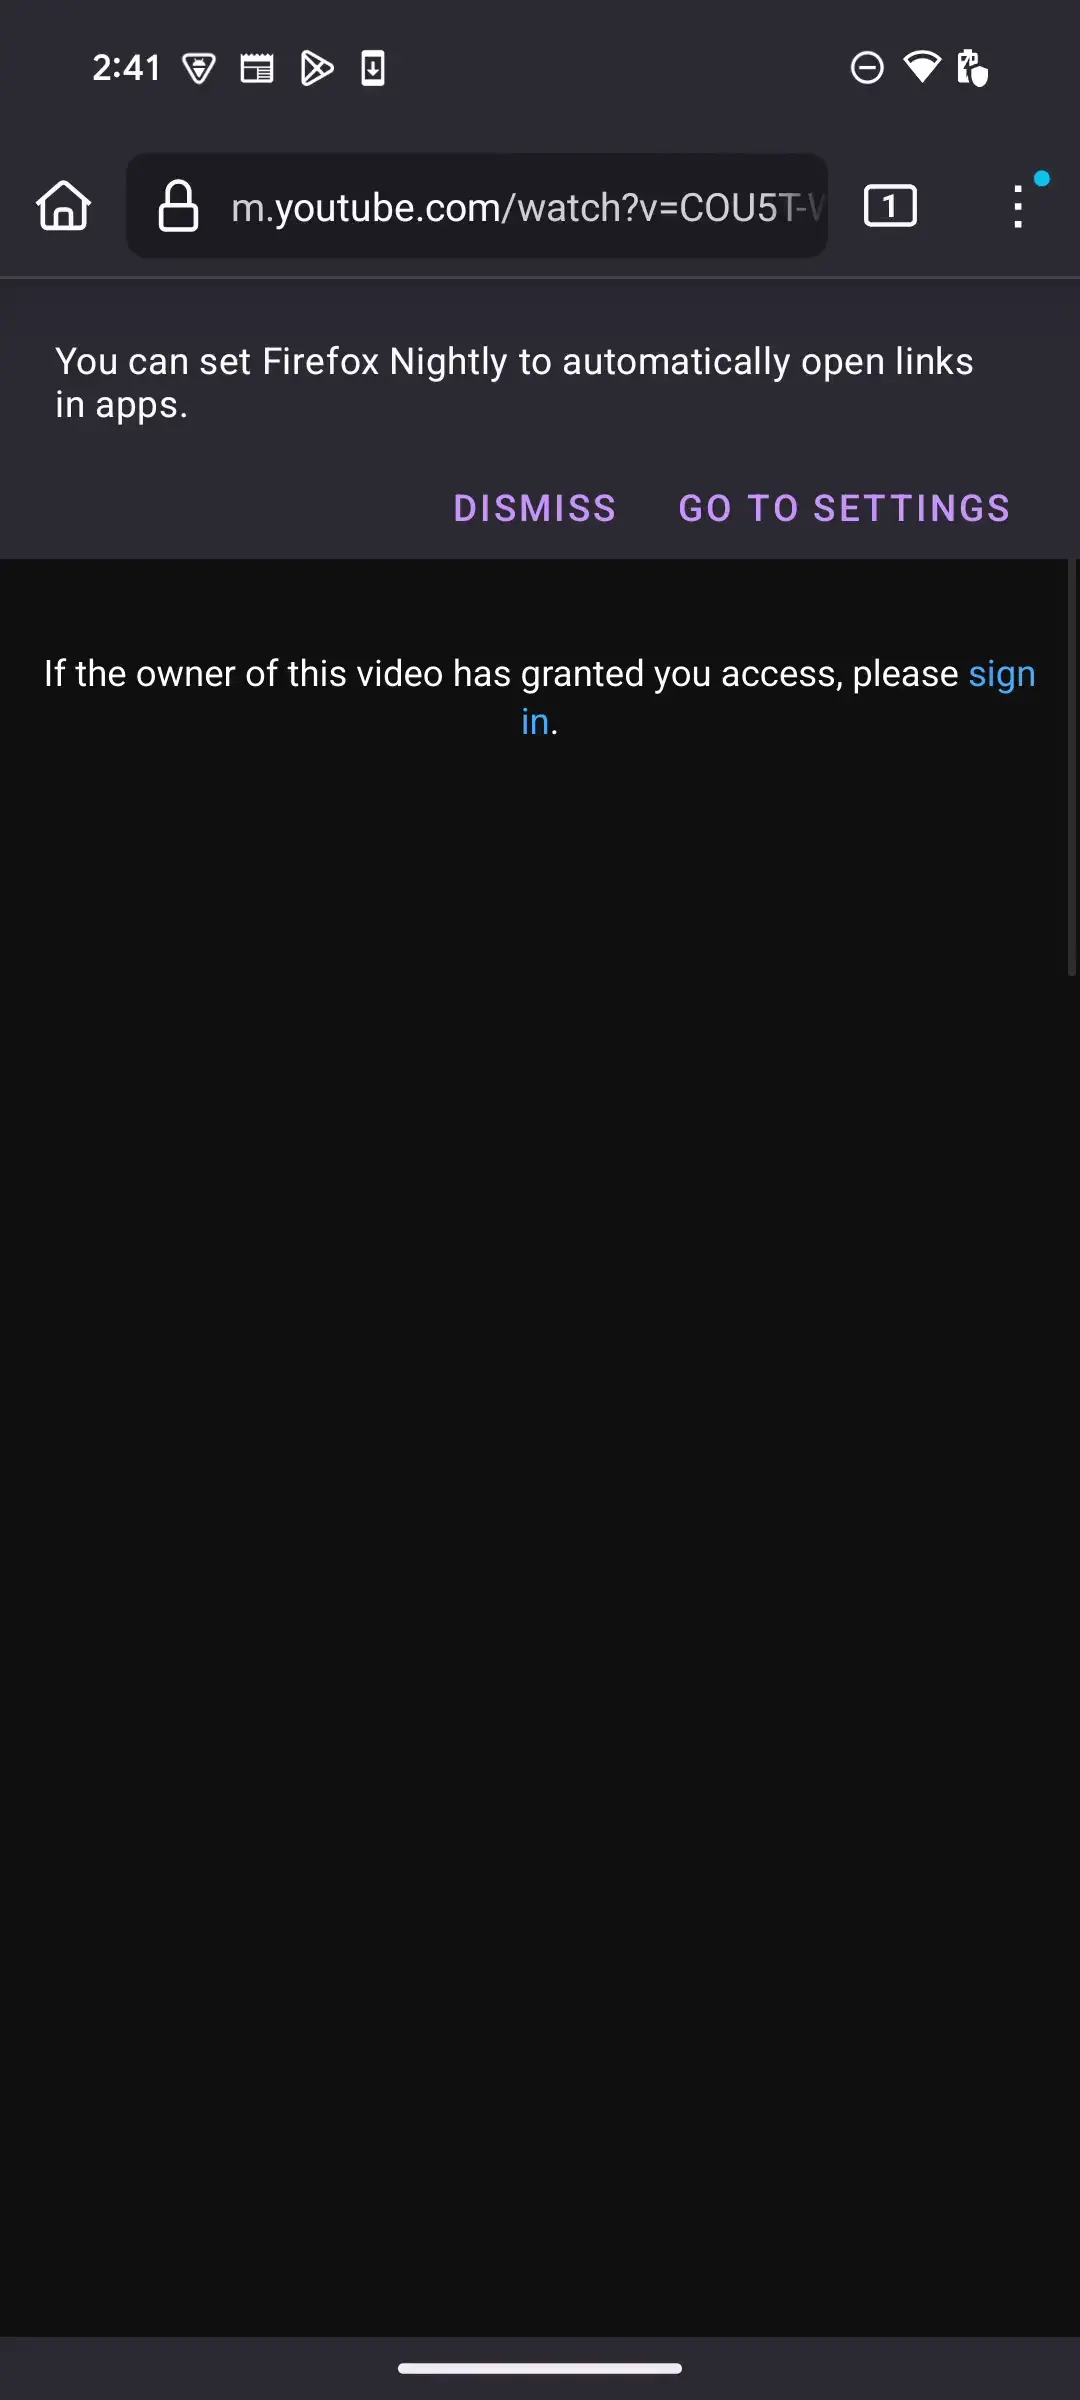 2:41
m.youtube.com/watch?v=COU5T-W
1
You can set Firefox Nightly to automatically open links
in apps.
DISMISS GO TO SETTINGS
If the owner of this video has granted you access, please sign
in.